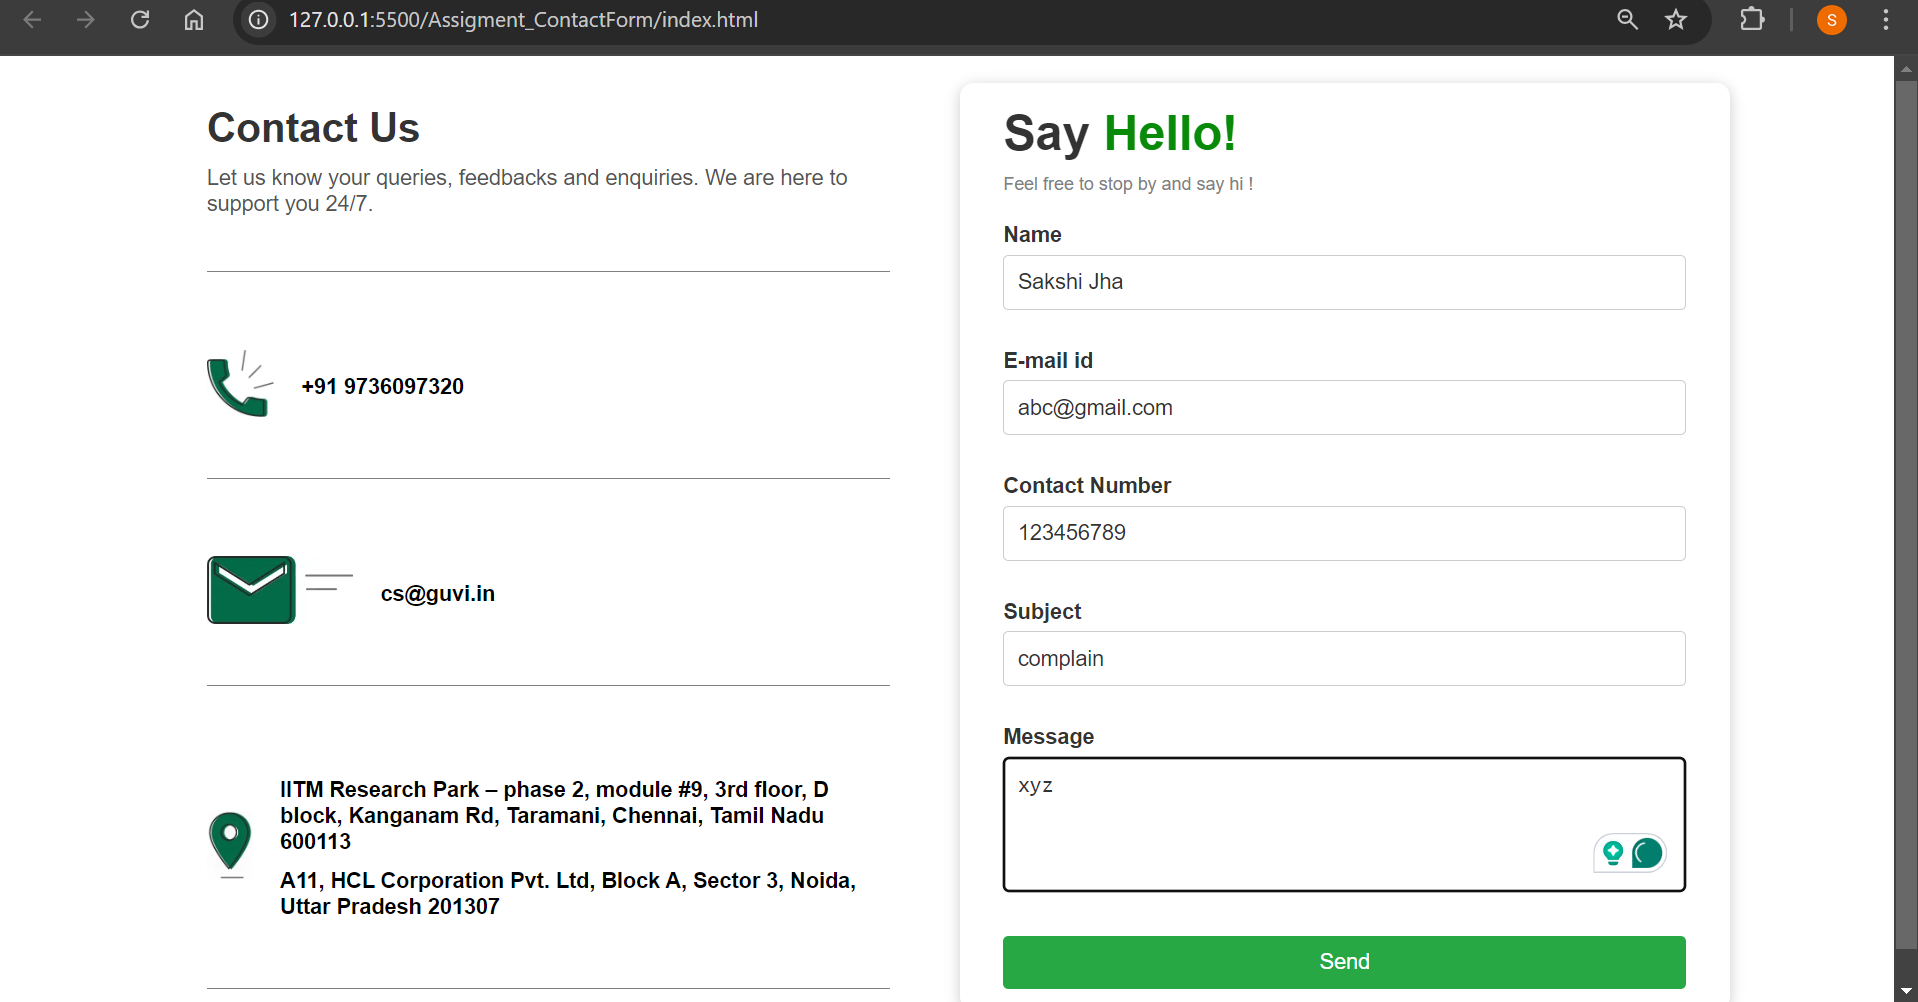 127.0.0.1:5500/Assigment_ContactForm/index.html
S
Contact Us
Let us know your queries, feedbacks and enquiries. We are here to
support you 24/7.
+91 9736097320
cs@guvi.in
IITM Research Park – phase 2, module #9, 3rd floor, D
block, Kanganam Rd, Taramani, Chennai, Tamil Nadu
600113
A11, HCL Corporation Pvt. Ltd, Block A, Sector 3, Noida,
Uttar Pradesh 201307
Say Hello!
Feel free to stop by and say hi !
Name
Sakshi Jha
E-mail id
abc@gmail.com
Contact Number
123456789
Subject
complain
Message
xyz
Send